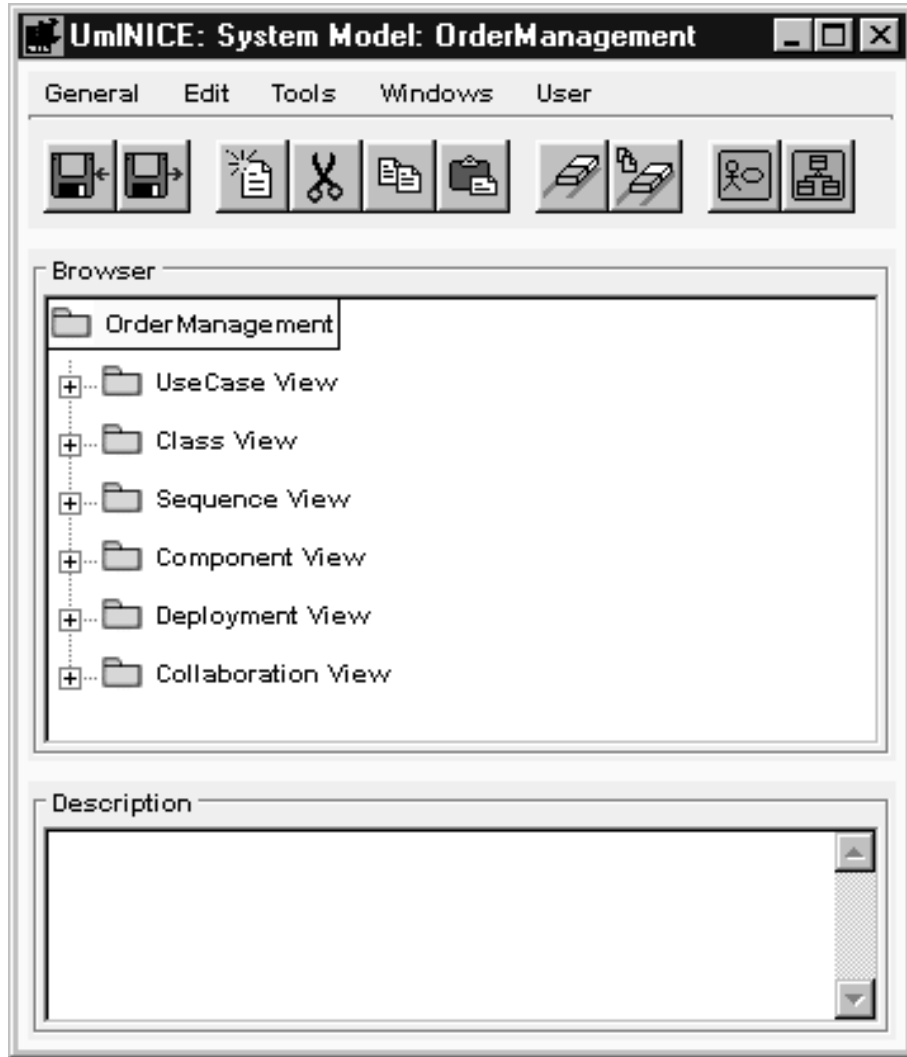 UmlNICE: System Model: OrderManagement
General Edit Tools Windows User
Browser
OrderManagement
UseCase View
Class View
Sequence View
Component View
Deployment View
Collaboration View
Description